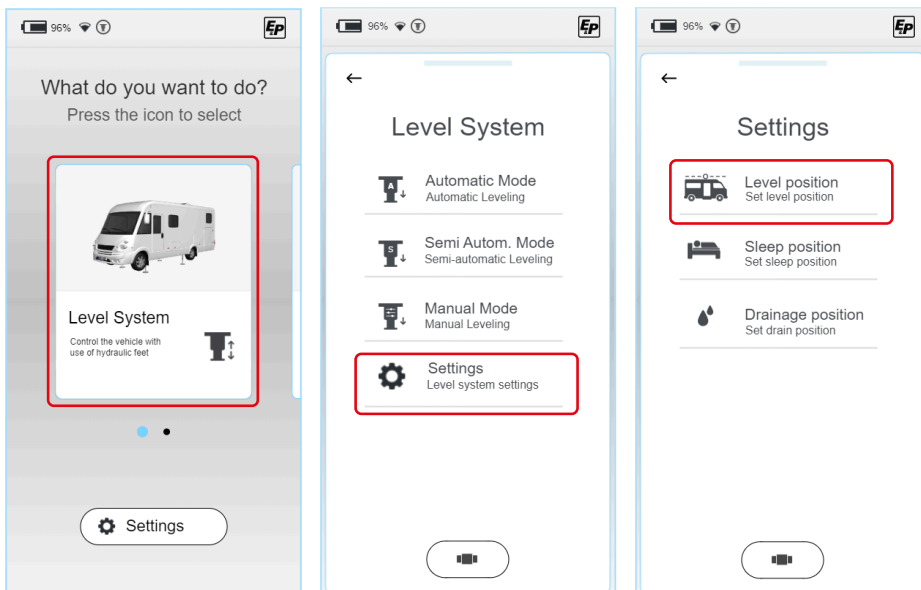 96%
E.P
What do you want to do?
Press the icon to select
Level System
Control the vehicle with
use of hydraulic feet
Settings
96%
E.P
Level System
A
Automatic Mode
Automatic Leveling
S
Semi Autom. Mode
Semi-automatic Leveling
Manual Mode
Manual Leveling
Settings
Level system settings
96%
E.P
Settings
Level position
Set level position
Sleep position
Set sleep position
Drainage position
Set drain position